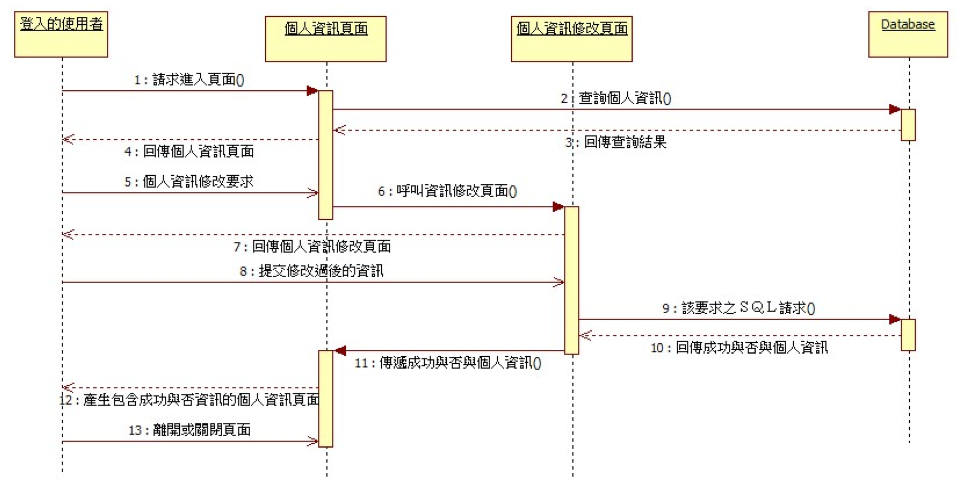 登入的使用者
個人資訊頁面
個人資訊修改頁面
Database
1 : 請求進入頁面()
2 : 查詢個人資訊()
3 : 回傳查詢結果
4 : 回傳個人資訊頁面
5 : 個人資訊修改要求
6 : 呼叫資訊修改頁面()
7 : 回傳個人資訊修改頁面
8 : 提交修改過後的資訊
9 : 該要求之ＳＱＬ請求()
10 : 回傳成功與否與個人資訊
11 : 傳遞成功與否與個人資訊()
12 : 產生包含成功與否資訊的個人資訊頁面
13 : 離開或關閉頁面